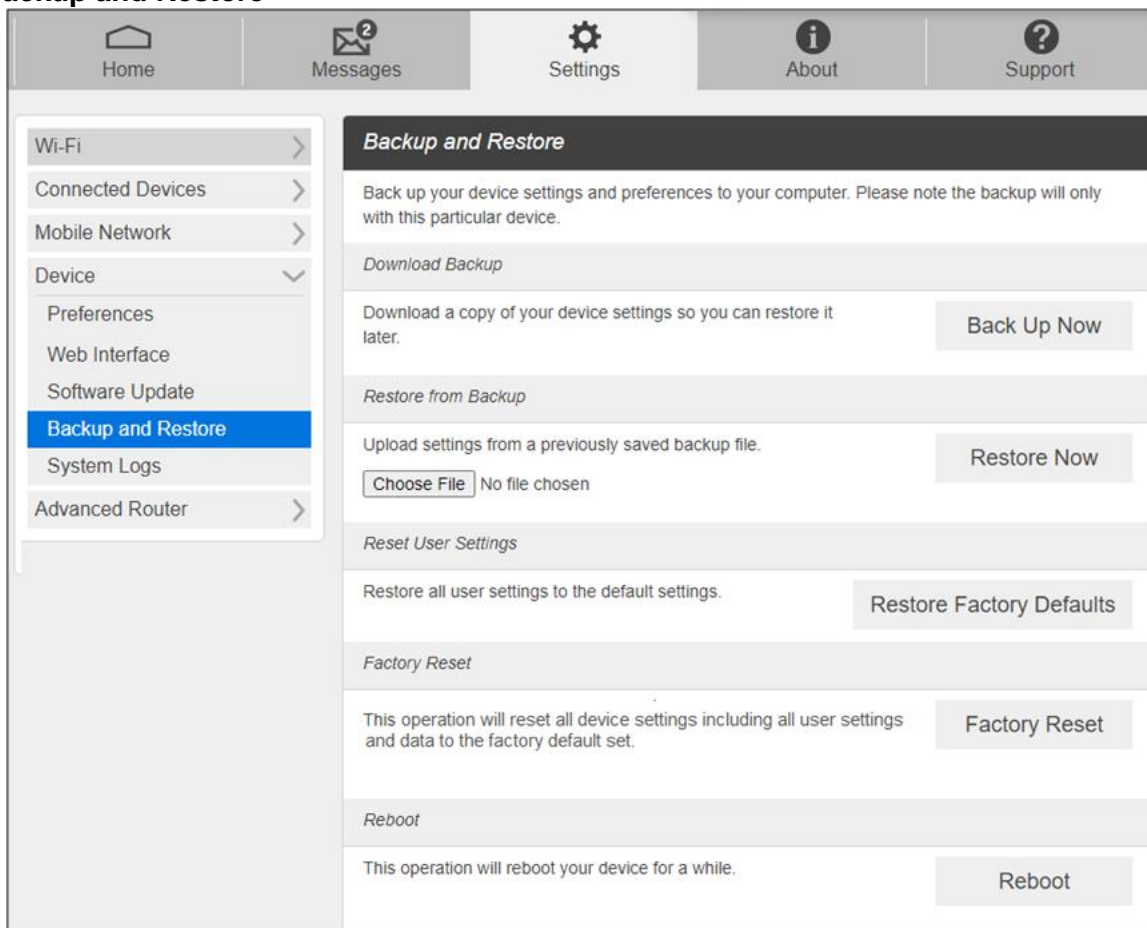 ackup and Restore
Home
2
Messages
Settings
About
Support
Wi-Fi
Connected Devices
Mobile Network
Device
Preferences
Web Interface
Software Update
Backup and Restore
System Logs
Advanced Router
Backup and Restore
Back up your device settings and preferences to your computer. Please note the backup will only
with this particular device.
Download Backup
Download a copy of your device settings so you can restore it
later.
Back Up Now
Restore from Backup
Upload settings from a previously saved backup file.
Restore Now
Choose File No file chosen
Reset User Settings
Restore all user settings to the default settings.
Restore Factory Defaults
Factory Reset
This operation will reset all device settings including all user settings
and data to the factory default set.
Factory Reset
Reboot
This operation will reboot your device for a while.
Reboot